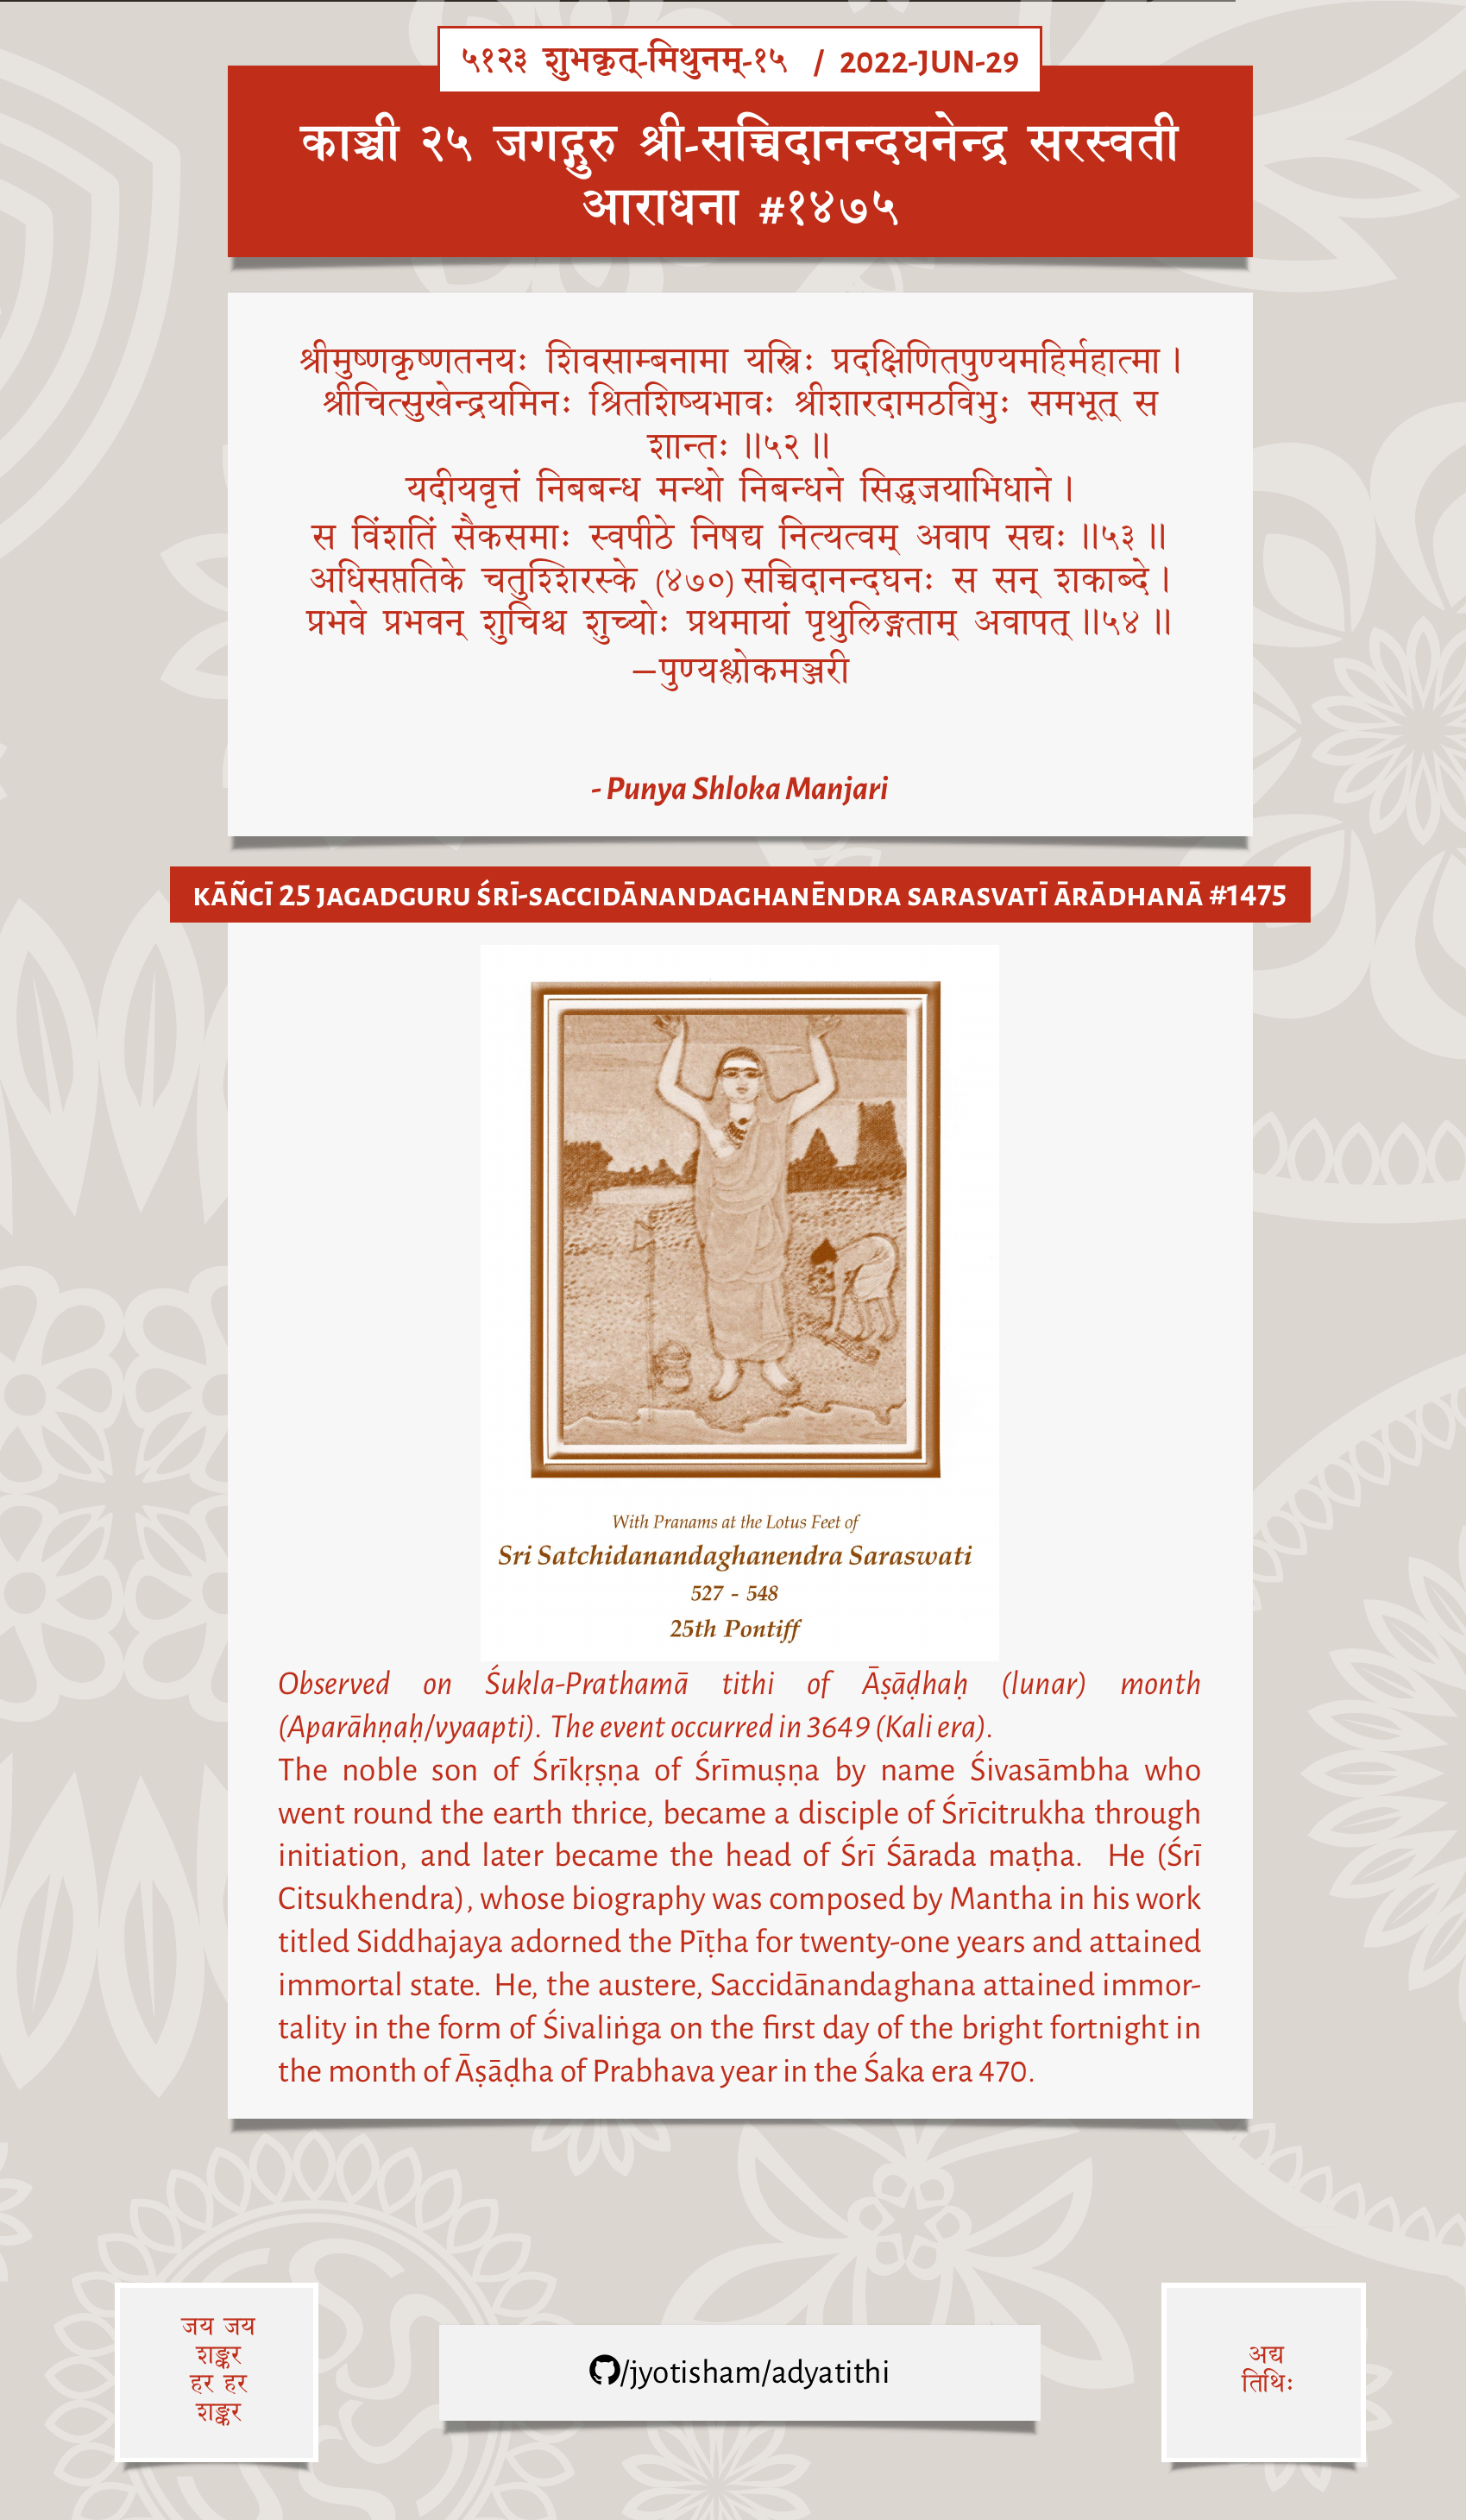 ५१२३ शुभकृत्-मिथुनम्-१५ / 2022-JUN-29
काञ्ची २५ जगद्गुरु श्री-सच्चिदानन्दघनेन्द्र सरस्वती
आराधना #१४७५
श्रीमुष्णकृष्णतनयः शिवसाम्बनामा यस्त्रिः प्रदक्षिणितपुण्यमहिर्महात्मा।
श्रीचित्सुखेन्द्रयमिनः श्रितशिष्यभावः श्रीशारदामठविभुः समभूत् स
शान्तः॥५२॥
यदीयवृत्तं निबबन्ध मन्थो निबन्धने सिद्धजयाभिधाने।
स विंशतिं सैकसमाः स्वपीठे निषद्य नित्यत्वम् अवाप सद्यः॥५३॥
अधिसप्ततिके चतुश्शिरस्के (४७०) सच्चिदानन्दघनः स सन् शकाब्दे।
प्रभवे प्रभवन् शुचिश्च शुच्योः प्रथमायां पृथुलिङ्गताम् अवापत्॥५४॥
—पुण्यश्लोकमञ्जरी
- Punya Shloka Manjari
KĀÑCĪ 25 JAGADGURU ŚRĪ-SACCIDĀNANDAGHANĒNDRA SARASVATĪ ĀRĀDHANĀ #1475
With Pranams at the Lotus Feet of
Sri Satchidanandaghanendra Saraswati
527 - 548
25th Pontiff
Observed on Śukla-Prathamā tithi of Āṣāḍhaḥ (lunar) month
(Aparāhṇaḥ/vyaapti). The event occurred in 3649 (Kali era).
The noble son of Śrīkṛṣṇa of Śrīmuṣṇa by name Śivasāmbha who
went round the earth thrice, became a disciple of Śrīcitrukha through
initiation, and later became the head of Śrī Śārada maṭha. He (Śrī
Citsukhendra), whose biography was composed by Mantha in his work
titled Siddhajaya adorned the Pīṭha for twenty-one years and attained
immortal state. He, the austere, Saccidānandaghana attained immor-
tality in the form of Śivaliṅga on the first day of the bright fortnight in
the month of Āṣāḍha of Prabhava year in the Śaka era 470.
जय जय
शङ्कर
हर हर
शङ्कर
/jyotisham/adyatithi
अद्य
तिथिः